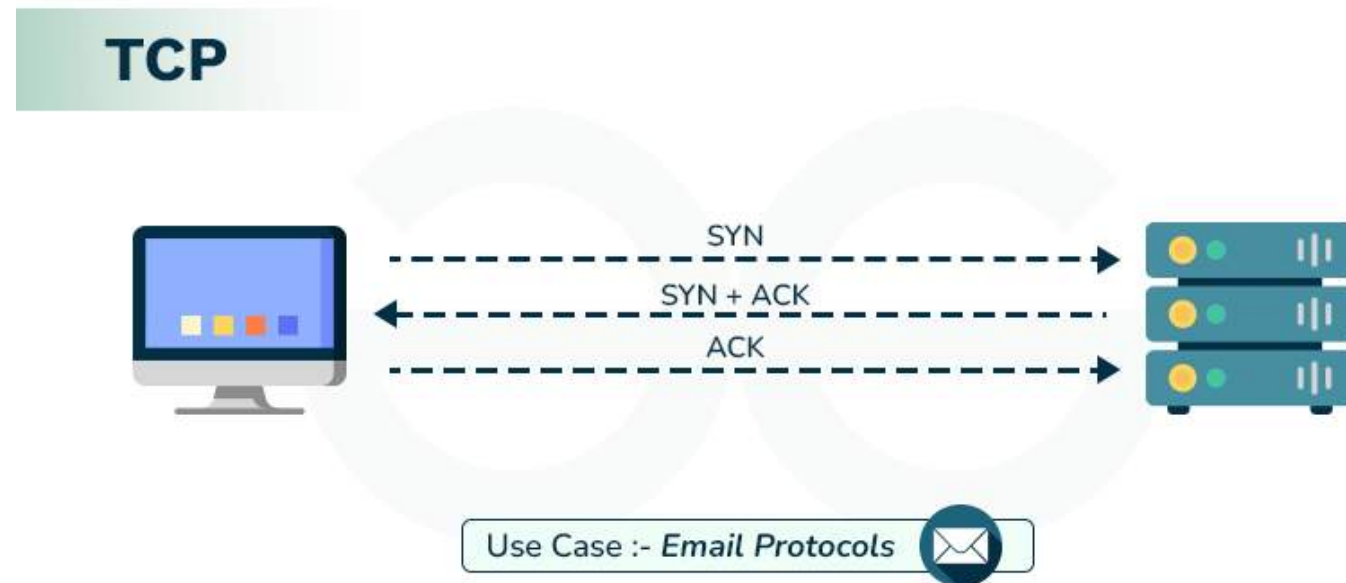 TCP
SYN
SYN + ACK
ACK
Use Case :- Email Protocols